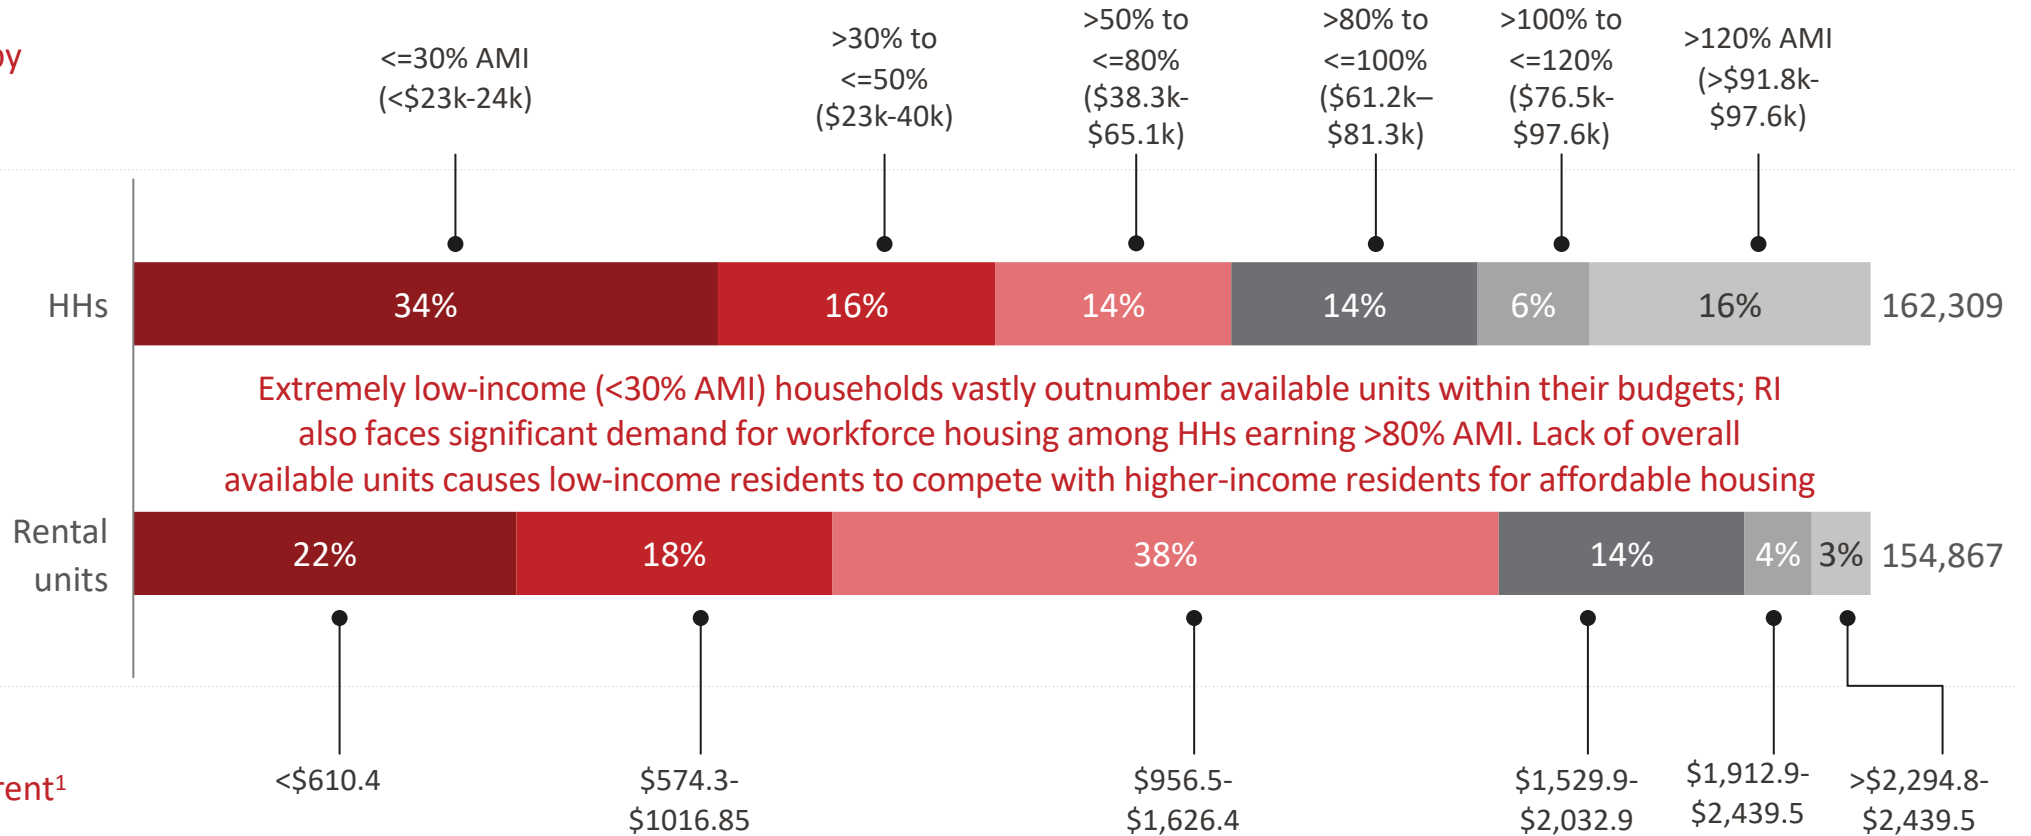 by
<=30% AMI
(<$23k-24k)
>30% to
<=50%
($23k-40k)
>50% to
<=80%
($38.3k-
$65.1k)
>80% to
<=100%
($61.2k–
$81.3k)
>100% to
<=120%
($76.5k-
$97.6k)
>120% AMI
(>$91.8k-
$97.6k)
HHs
34%
16%
14%
14%
6%
16%
162,309
Extremely low-income (<30% AMI) households vastly outnumber available units within their budgets; RI
also faces significant demand for workforce housing among HHs earning >80% AMI. Lack of overall
available units causes low-income residents to compete with higher-income residents for affordable housing
Rental
units
22%
18%
38%
14%
4%
3%
154,867
rent¹
<$610.4
$574.3-
$1016.85
$956.5-
$1,626.4
$1,529.9-
$2,032.9
$1,912.9-
$2,439.5
>$2,294.8-
$2,439.5